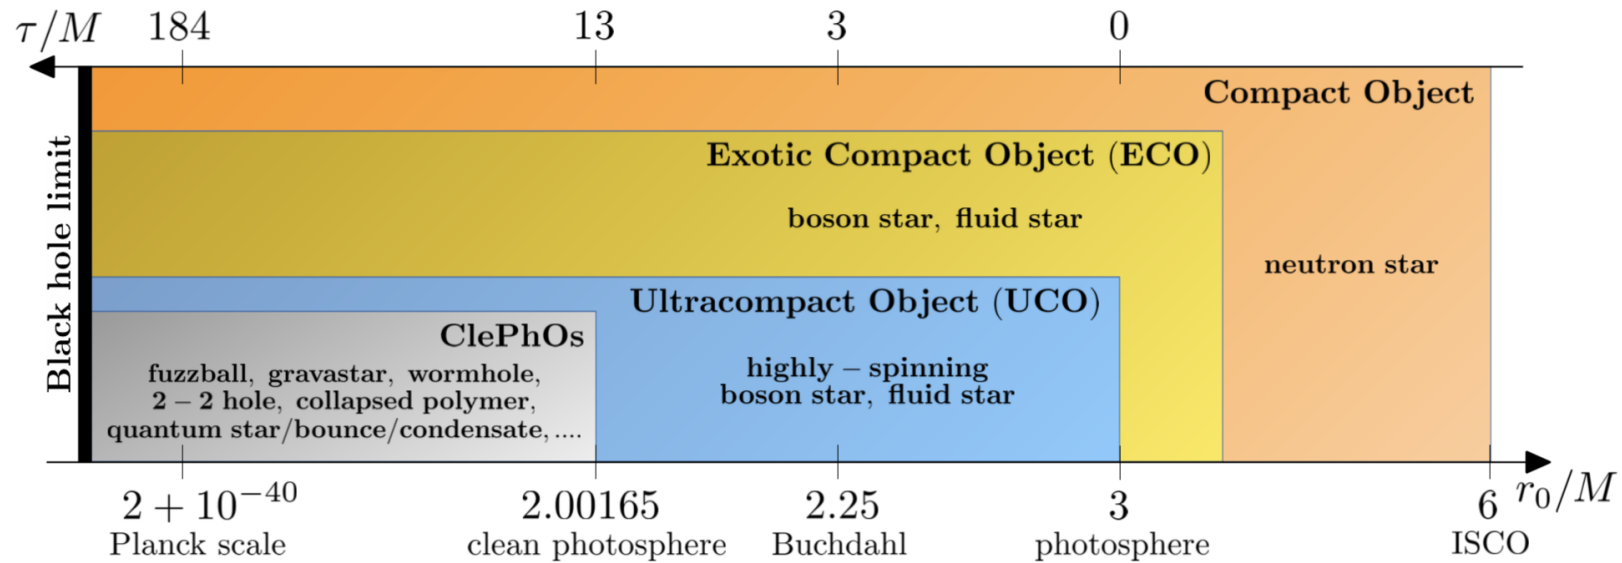 τ/M 184 13 3 0
Compact Object
Exotic Compact Object (ECO)
boson star, fluid star
neutron star
Black hole limit
Ultracompact Object (UCO)
ClePhOs
highly − spinning
boson star, fluid star
fuzzball, gravastar, wormhole,
2 − 2 hole, collapsed polymer,
quantum star/bounce/condensate, ....
2 + 10⁻⁴⁰ 2.00165 2.25 3 6 r₀/M
Planck scale clean photosphere Buchdahl photosphere ISCO